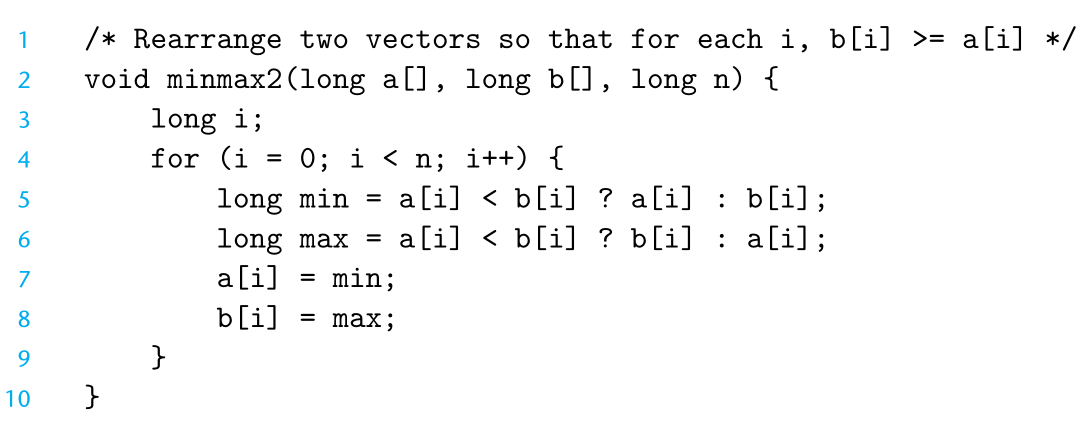 1 /* Rearrange two vectors so that for each i, b[i] >= a[i] */
2 void minmax2(long a[], long b[], long n) {
3     long i;
4     for (i = 0; i < n; i++) {
5         long min = a[i] < b[i] ? a[i] : b[i];
6         long max = a[i] < b[i] ? b[i] : a[i];
7         a[i] = min;
8         b[i] = max;
9     }
10 }